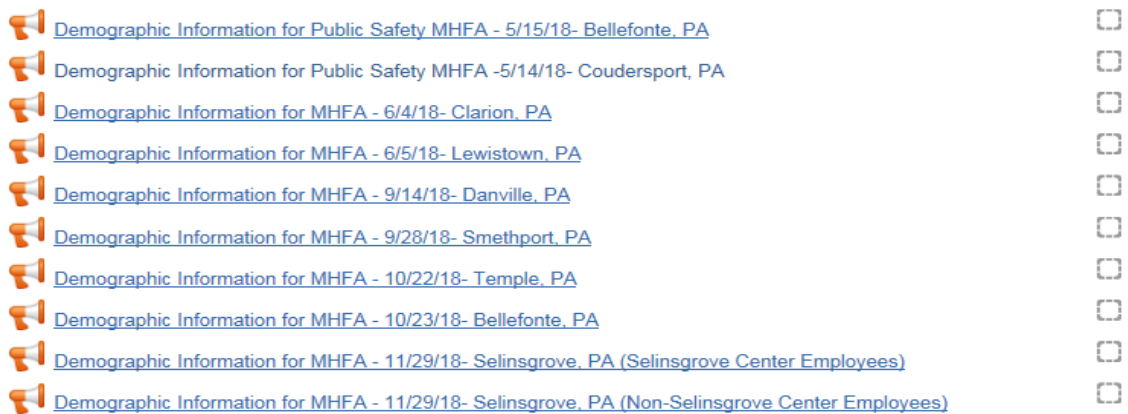 Demographic Information for Public Safety MHFA - 5/15/18- Bellefonte, PA
Demographic Information for Public Safety MHFA -5/14/18- Coudersport, PA
Demographic Information for MHFA - 6/4/18- Clarion, PA
Demographic Information for MHFA - 6/5/18- Lewistown, PA
Demographic Information for MHFA - 9/14/18- Danville, PA
Demographic Information for MHFA - 9/28/18- Smethport, PA
Demographic Information for MHFA - 10/22/18- Temple, PA
Demographic Information for MHFA - 10/23/18- Bellefonte, PA
Demographic Information for MHFA - 11/29/18- Selinsgrove, PA (Selinsgrove Center Employees)
Demographic Information for MHFA - 11/29/18- Selinsgrove, PA (Non-Selinsgrove Center Employees)